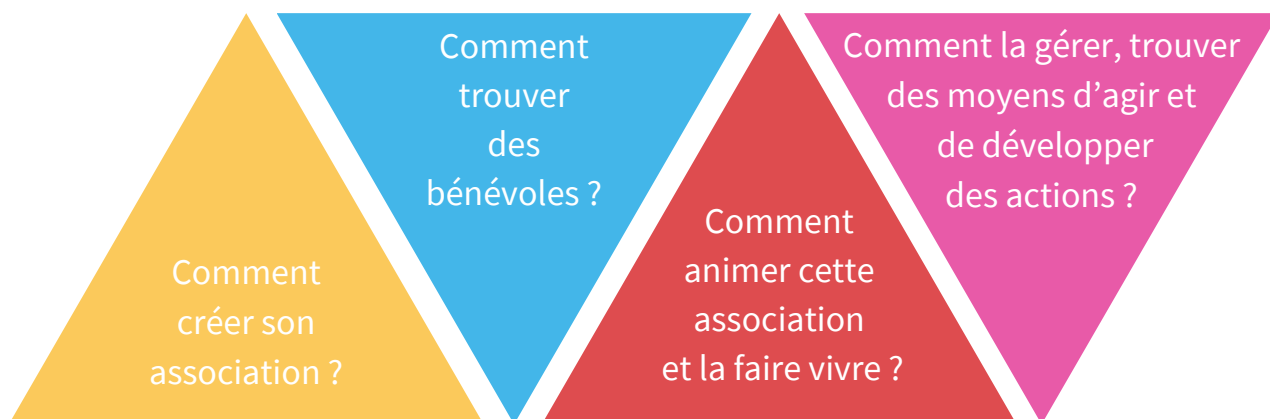 Comment
créer son
association ?
Comment
trouver
des
bénévoles ?
Comment
animer cette
association
et la faire vivre ?
Comment la gérer, trouver
des moyens d’agir et
de développer
des actions ?